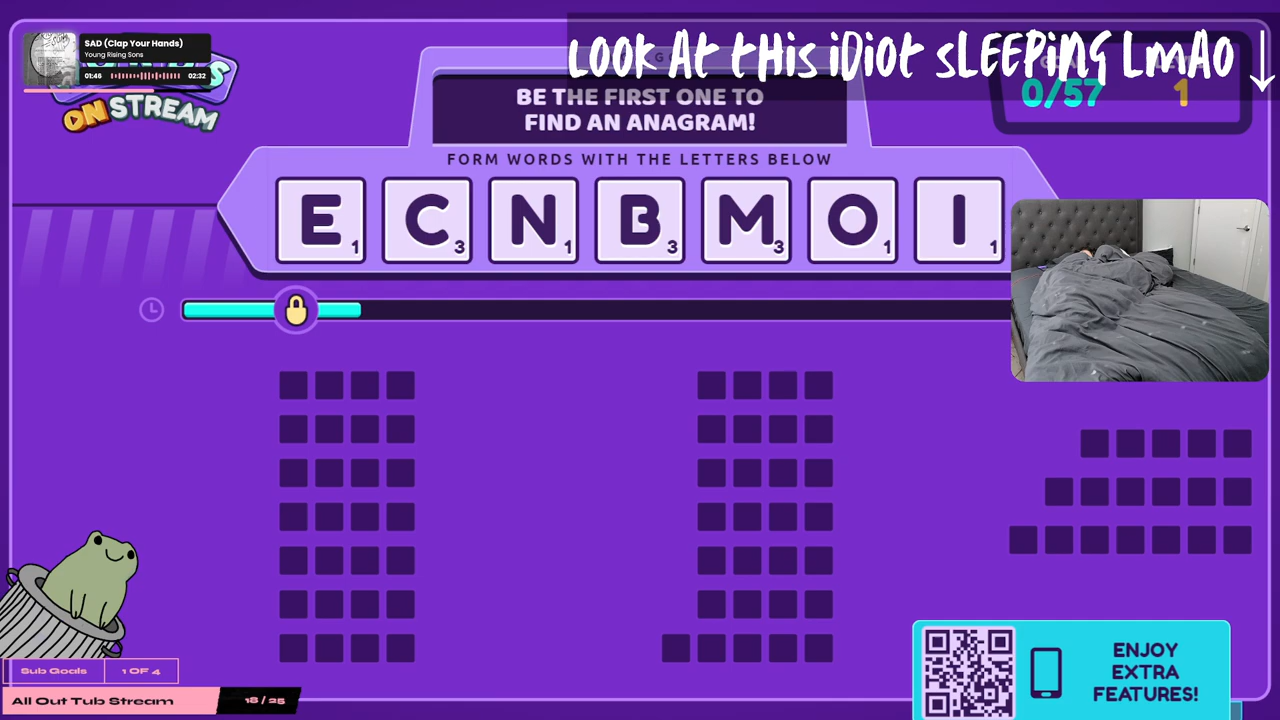 SAD (Clap Your Hands)
Young Rising Sons
01:46
02:32
ON STREAM
LOOK At tHis iDiOt sLEEPiNG LmAO
0/57
1
BE THE FIRST ONE TO
FIND AN ANAGRAM!
FORM WORDS WITH THE LETTERS BELOW
E 1 C 3 N 1 B 3 M 3 O 1 I 1
Sub Goals 1 OF 4
All Out Tub Stream 18 / 25
ENJOY
EXTRA
FEATURES!